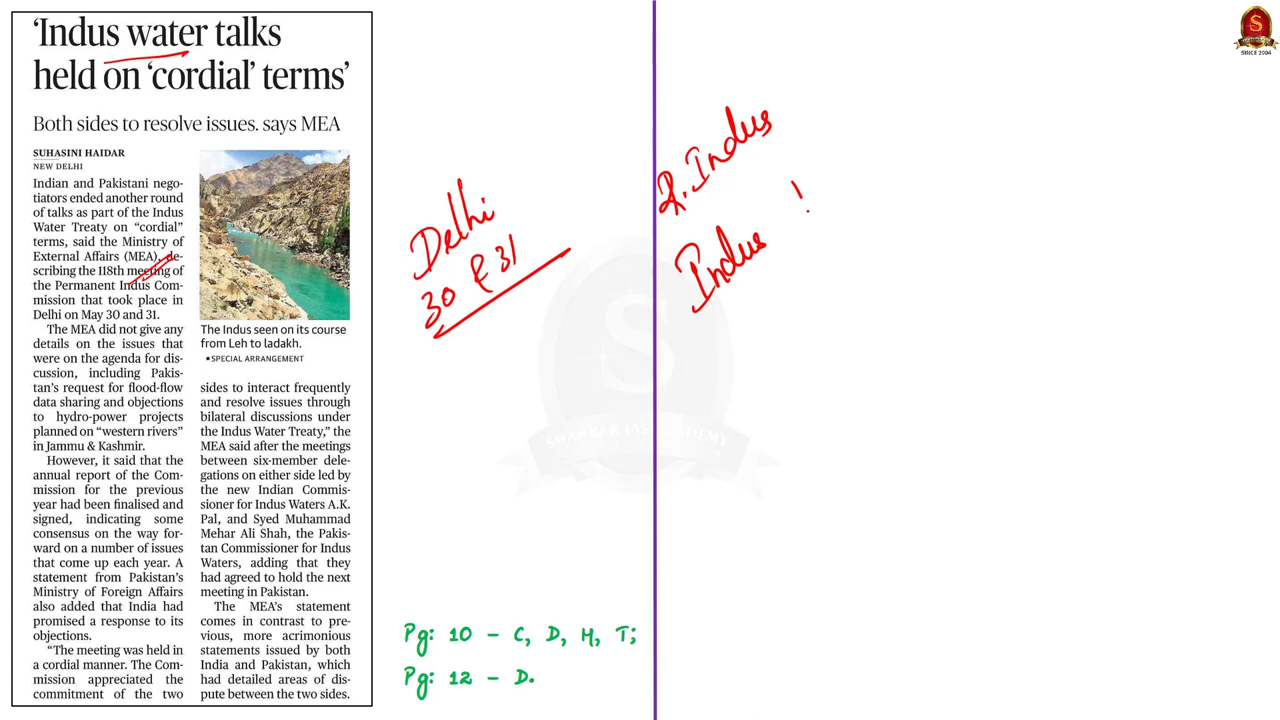 ‘Indus water talks
held on ‘cordial’ terms’
Both sides to resolve issues. says MEA
SUHASINI HAIDAR
NEW DELHI
Indian and Pakistani nego-
tiators ended another round
of talks as part of the Indus
Water Treaty on “cordial”
terms, said the Ministry of
External Affairs (MEA), de-
scribing the 118th meeting of
the Permanent Indus Com-
mission that took place in
Delhi on May 30 and 31.
The MEA did not give any
details on the issues that
were on the agenda for dis-
cussion, including Pakis-
tan’s request for flood-flow
data sharing and objections
to hydro-power projects
planned on “western rivers”
in Jammu & Kashmir.
However, it said that the
annual report of the Com-
mission for the previous
year had been finalised and
signed, indicating some
consensus on the way for-
ward on a number of issues
that come up each year. A
statement from Pakistan’s
Ministry of Foreign Affairs
also added that India had
promised a response to its
objections.
“The meeting was held in
a cordial manner. The Com-
mission appreciated the
commitment of the two
The Indus seen on its course
from Leh to ladakh.
▪SPECIAL ARRANGEMENT
sides to interact frequently
and resolve issues through
bilateral discussions under
the Indus Water Treaty,” the
MEA said after the meetings
between six-member dele-
gations on either side led by
the new Indian Commis-
sioner for Indus Waters A.K.
Pal, and Syed Muhammad
Mehar Ali Shah, the Pakis-
tan Commissioner for Indus
Waters, adding that they
had agreed to hold the next
meeting in Pakistan.
The MEA’s statement
comes in contrast to pre-
vious, more acrimonious
statements issued by both
India and Pakistan, which
had detailed areas of dis-
pute between the two sides.
Delhi
30 & 31
Pg: 10 - C, D, H, T;
Pg: 12 - D.
R. Indus
Indus
SHANKER IAS ACADEMY
S
SINCE 2004